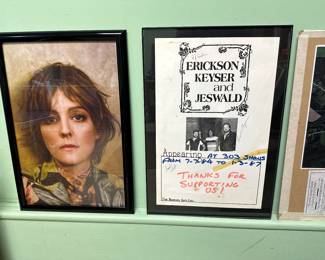 ERICKSON
KEYSER
and
JESWALD
Appearing AT 303 SHOWS
FROM 7-7-84 TO 1-3-87
THANKS FOR
SUPPORTING
US!